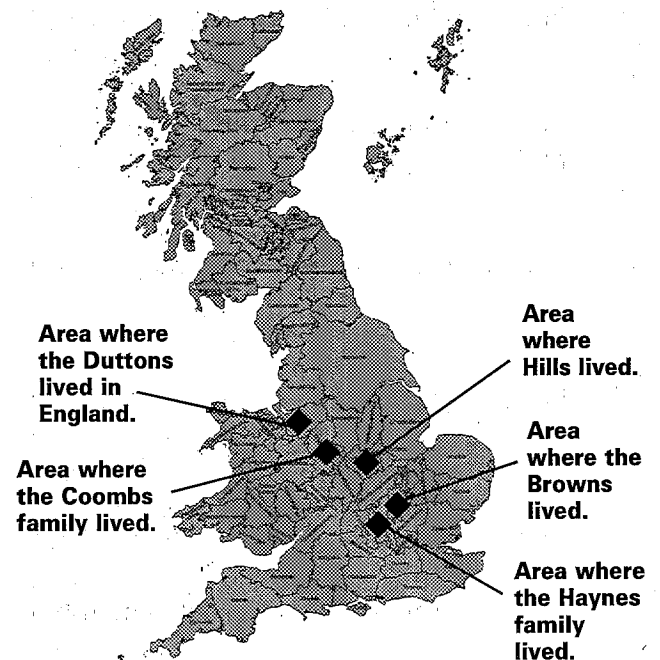 Area where
the Duttons
lived in
England.
Area where
the Coombs
family lived.
Area
where
Hills lived.
Area
where the
Browns
lived.
Area where
the Haynes
family
lived.